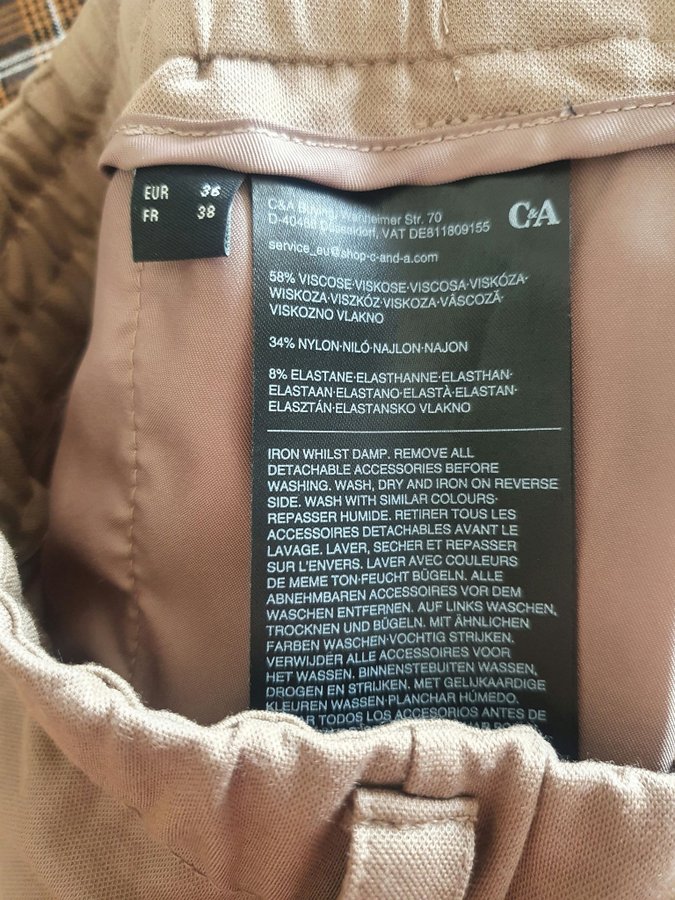 EUR 36
FR 38
C&A
C&A Buying, Wanheimer Str. 70
D-40468 Düsseldorf, VAT DE811809155
service_eu@shop-c-and-a.com
58% VISCOSE·VISKOSE·VISCOSA·VISKÓZA·
WISKOZA·VISZKÓZ·VISKOZA·VÂSCOZĂ·
VISKOZNO VLAKNO
34% NYLON·NILÓ·NAJLON·NAJON
8% ELASTANE·ELASTHANNE·ELASTHAN·
ELASTAAN·ELASTANO·ELASTÀ·ELASTAN·
ELASZTÁN·ELASTANSKO VLAKNO
IRON WHILST DAMP. REMOVE ALL
DETACHABLE ACCESSORIES BEFORE
WASHING. WASH, DRY AND IRON ON REVERSE
SIDE. WASH WITH SIMILAR COLOURS·
REPASSER HUMIDE. RETIRER TOUS LES
ACCESSOIRES DETACHABLES AVANT LE
LAVAGE. LAVER, SECHER ET REPASSER
SUR L'ENVERS. LAVER AVEC COULEURS
DE MEME TON·FEUCHT BÜGELN. ALLE
ABNEHMBAREN ACCESSOIRES VOR DEM
WASCHEN ENTFERNEN. AUF LINKS WASCHEN,
TROCKNEN UND BÜGELN. MIT ÄHNLICHEN
FARBEN WASCHEN·VOCHTIG STRIJKEN.
VERWIJDER ALLE ACCESSOIRES VOOR
HET WASSEN. BINNENSTEBUITEN WASSEN,
DROGEN EN STRIJKEN. MET GELIJKAARDIGE
KLEUREN WASSEN·PLANCHAR HÚMEDO.
TODOS LOS ACCESORIOS ANTES DE